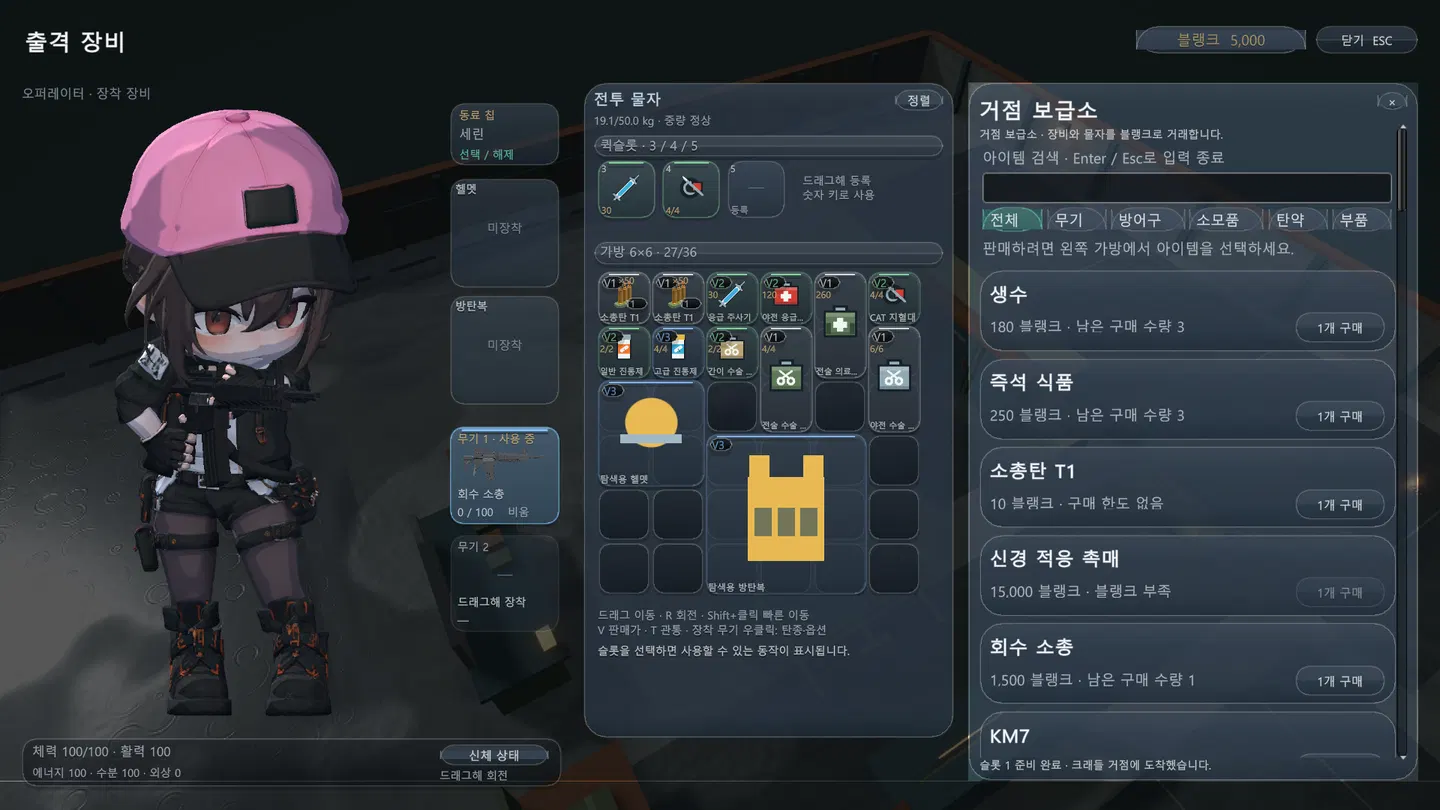 출격 장비
블랭크 5,000
닫기 ESC
오퍼레이터 · 장착 장비
동료 칩
세린
선택 / 해제
헬멧
미장착
방탄복
미장착
무기 1 · 사용 중
회수 소총
0 / 100 비움
무기 2
—
드래그해 장착
—
체력 100/100 · 활력 100
에너지 100 · 수분 100 · 외상 0
신체 상태
드래그해 회전
전투 물자
정렬
19.1/50.0 kg · 중량 정상
퀵슬롯 · 3 / 4 / 5
3
30
4
4/4
5
—
등록
드래그해 등록
숫자 키로 사용
가방 6×6 · 27/36
V1 ×50
1
소총탄 T1
V1 ×50
1
소총탄 T1
V2
30
응급 주사기
V2
120
야전 응급...
V1
260
전술 의료...
V2
4/4
CAT 지혈대
V2
2/2
일반 진통제
V3
4/4
고급 진통제
V2
2/2
간이 수술 ...
V1
4/4
전술 수술 ...
V1
6/6
야전 수술 ...
V3
탐색용 헬멧
V3
탐색용 방탄복
드래그 이동 · R 회전 · Shift+클릭 빠른 이동
V 판매가 · T 관통 · 장착 무기 우클릭: 탄종·옵션
슬롯을 선택하면 사용할 수 있는 동작이 표시됩니다.
거점 보급소
×
거점 보급소 · 장비와 물자를 블랭크로 거래합니다.
아이템 검색 · Enter / Esc로 입력 종료
전체 무기 방어구 소모품 탄약 부품
판매하려면 왼쪽 가방에서 아이템을 선택하세요.
생수
180 블랭크 · 남은 구매 수량 3
1개 구매
즉석 식품
250 블랭크 · 남은 구매 수량 3
1개 구매
소총탄 T1
10 블랭크 · 구매 한도 없음
1개 구매
신경 적응 촉매
15,000 블랭크 · 블랭크 부족
1개 구매
회수 소총
1,500 블랭크 · 남은 구매 수량 1
1개 구매
KM7
슬롯 1 준비 완료 · 크래들 거점에 도착했습니다.